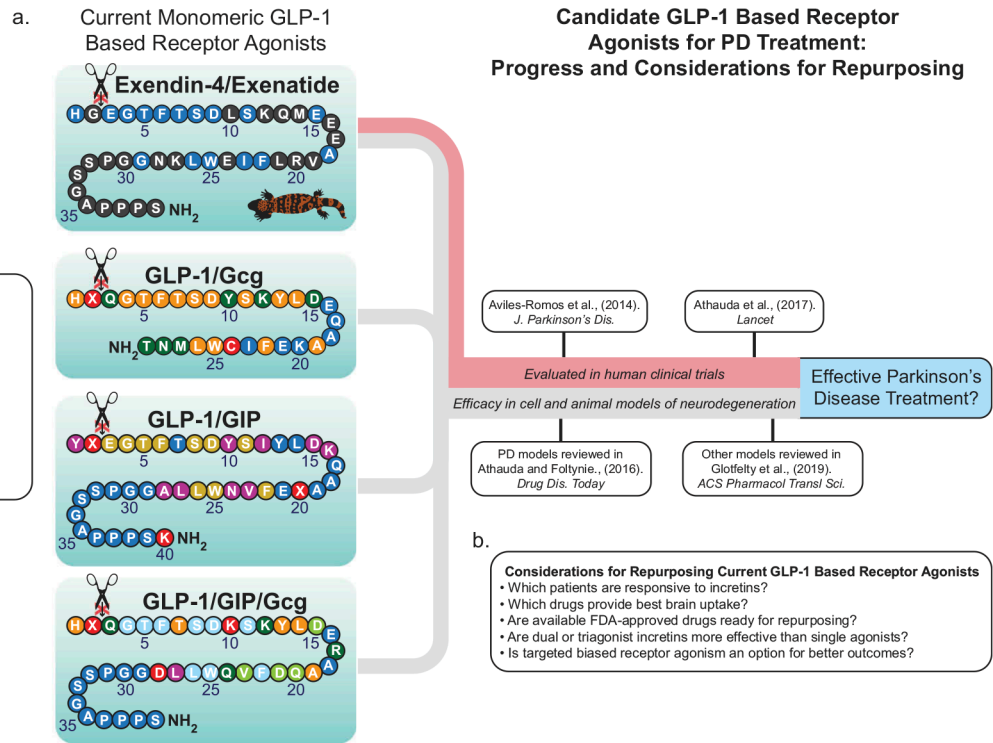 a.
Current Monomeric GLP-1
Based Receptor Agonists
Candidate GLP-1 Based Receptor
Agonists for PD Treatment:
Progress and Considerations for Repurposing
Exendin-4/Exenatide
HGEGTFTSDLSKQME
E
5 10 15
E
SPGGNKLWEIFLRVA
S
30 25 20
G
35
APPPS NH2
GLP-1/Gcg
HXQGTFTSDYSKYLD
E
5 10 15
Q
A
NH2 TNMLWCIFEKA
25 20
GLP-1/GIP
YXEGTFTSDYSIYLD
K
5 10 15
Q
A
SPGGALLWNVFEXA
S
30 25 20
G
35
APPPSK NH2
40
GLP-1/GIP/Gcg
HXQGTFTSDKSKYLD
E
5 10 15
R
A
SPGGDLLWQVFDQA
S
30 25 20
G
35
APPPS NH2
Aviles-Romos et al., (2014).
J. Parkinson's Dis.
Athauda et al., (2017).
Lancet
Evaluated in human clinical trials
Efficacy in cell and animal models of neurodegeneration
Effective Parkinson's
Disease Treatment?
PD models reviewed in
Athauda and Foltynie., (2016).
Drug Dis. Today
Other models reviewed in
Glotfelty et al., (2019).
ACS Pharmacol Transl Sci.
b.
Considerations for Repurposing Current GLP-1 Based Receptor Agonists
• Which patients are responsive to incretins?
• Which drugs provide best brain uptake?
• Are available FDA-approved drugs ready for repurposing?
• Are dual or triagonist incretins more effective than single agonists?
• Is targeted biased receptor agonism an option for better outcomes?